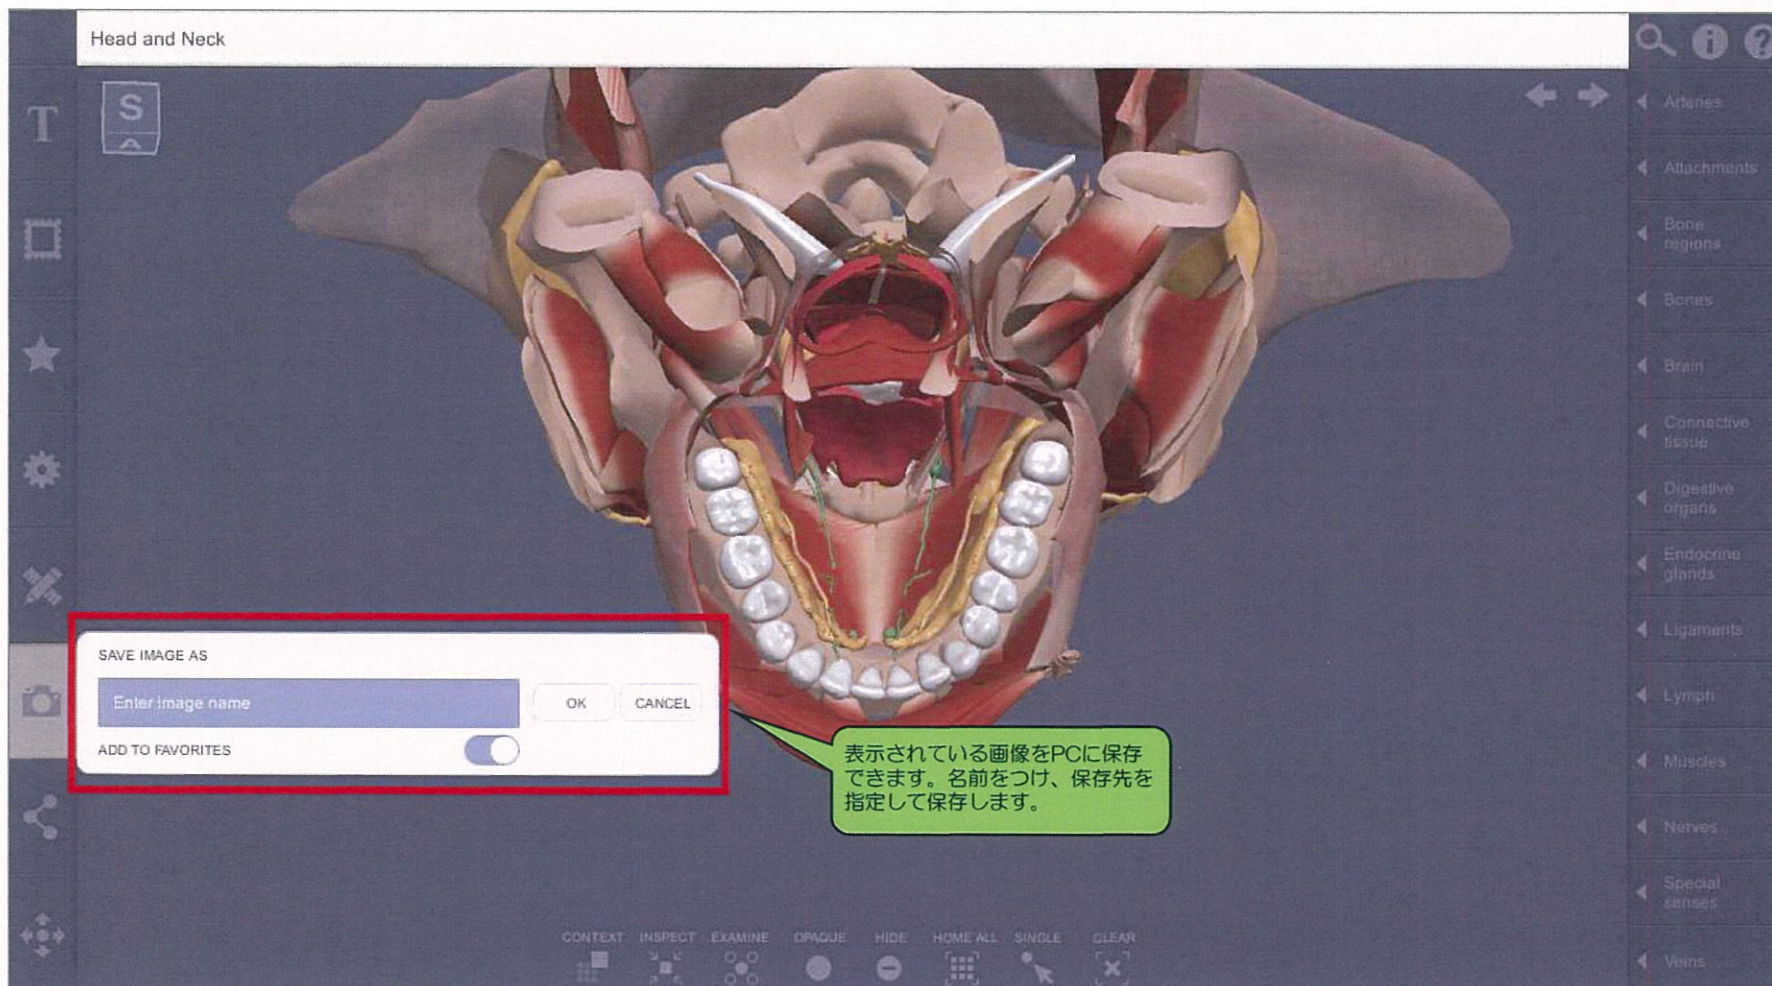 Head and Neck
S
A
T
Arteries
Attachments
Bone
regions
Bones
Brain
Connective
tissue
Digestive
organs
Endocrine
glands
Ligaments
Lymph
Muscles
Nerves
Special
senses
Veins
SAVE IMAGE AS
Enter image name
OK
CANCEL
ADD TO FAVORITES
表示されている画像をPCに保存
できます。名前をつけ、保存先を
指定して保存します。
CONTEXT INSPECT EXAMINE OPAQUE HIDE HOME ALL SINGLE CLEAR